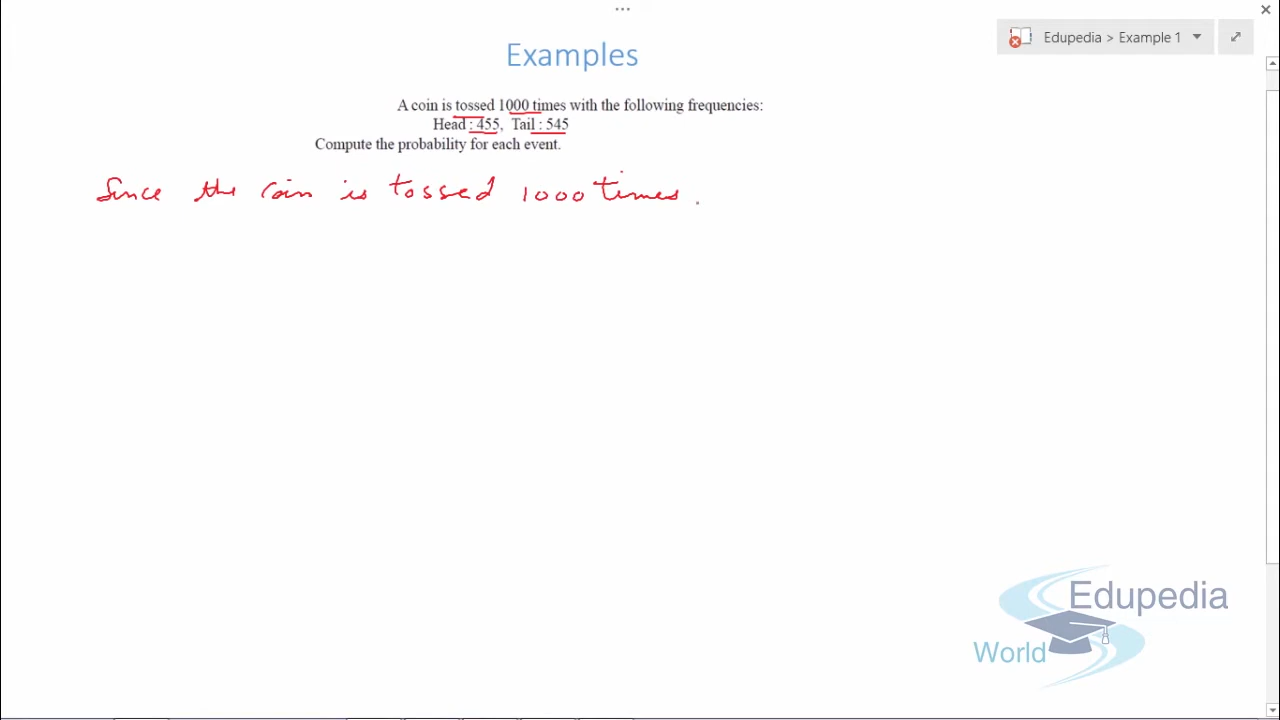 ...
Edupedia > Example 1
Examples
A coin is tossed 1000 times with the following frequencies:
Head : 455, Tail : 545
Compute the probability for each event.
Since the coin is tossed 1000 times .
Edupedia
World